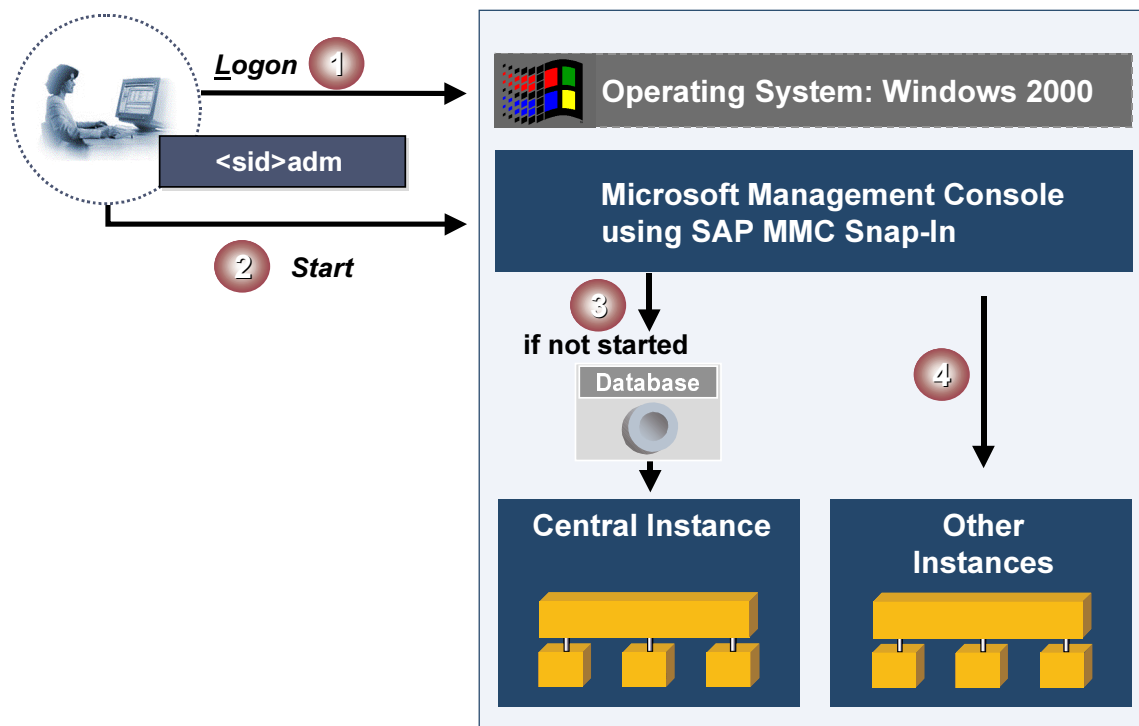 Logon 1
<sid>adm
2 Start
Operating System: Windows 2000
Microsoft Management Console
using SAP MMC Snap-In
3
if not started
Database
4
Central Instance
Other
Instances